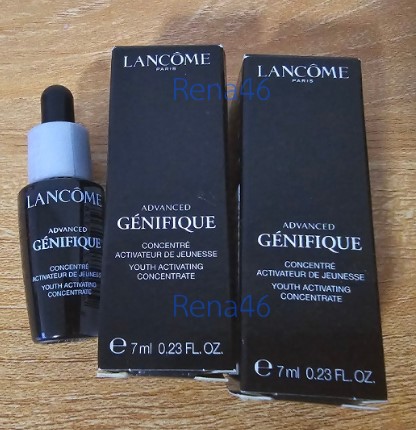 LANCÔME
ADVANCED
GÉNIFIQUE
CONCENTRÉ
ACTIVATEUR DE JEUNESSE
YOUTH ACTIVATING
CONCENTRATE
LANCÔME
PARIS
Rena46
ADVANCED
GÉNIFIQUE
CONCENTRÉ
ACTIVATEUR DE JEUNESSE
YOUTH ACTIVATING
CONCENTRATE
Rena46
e 7ml 0.23 FL. OZ.
LANCÔME
PARIS
ADVANCED
GÉNIFIQUE
CONCENTRÉ
ACTIVATEUR DE JEUNESSE
YOUTH ACTIVATING
CONCENTRATE
e 7ml 0.23 FL. OZ.